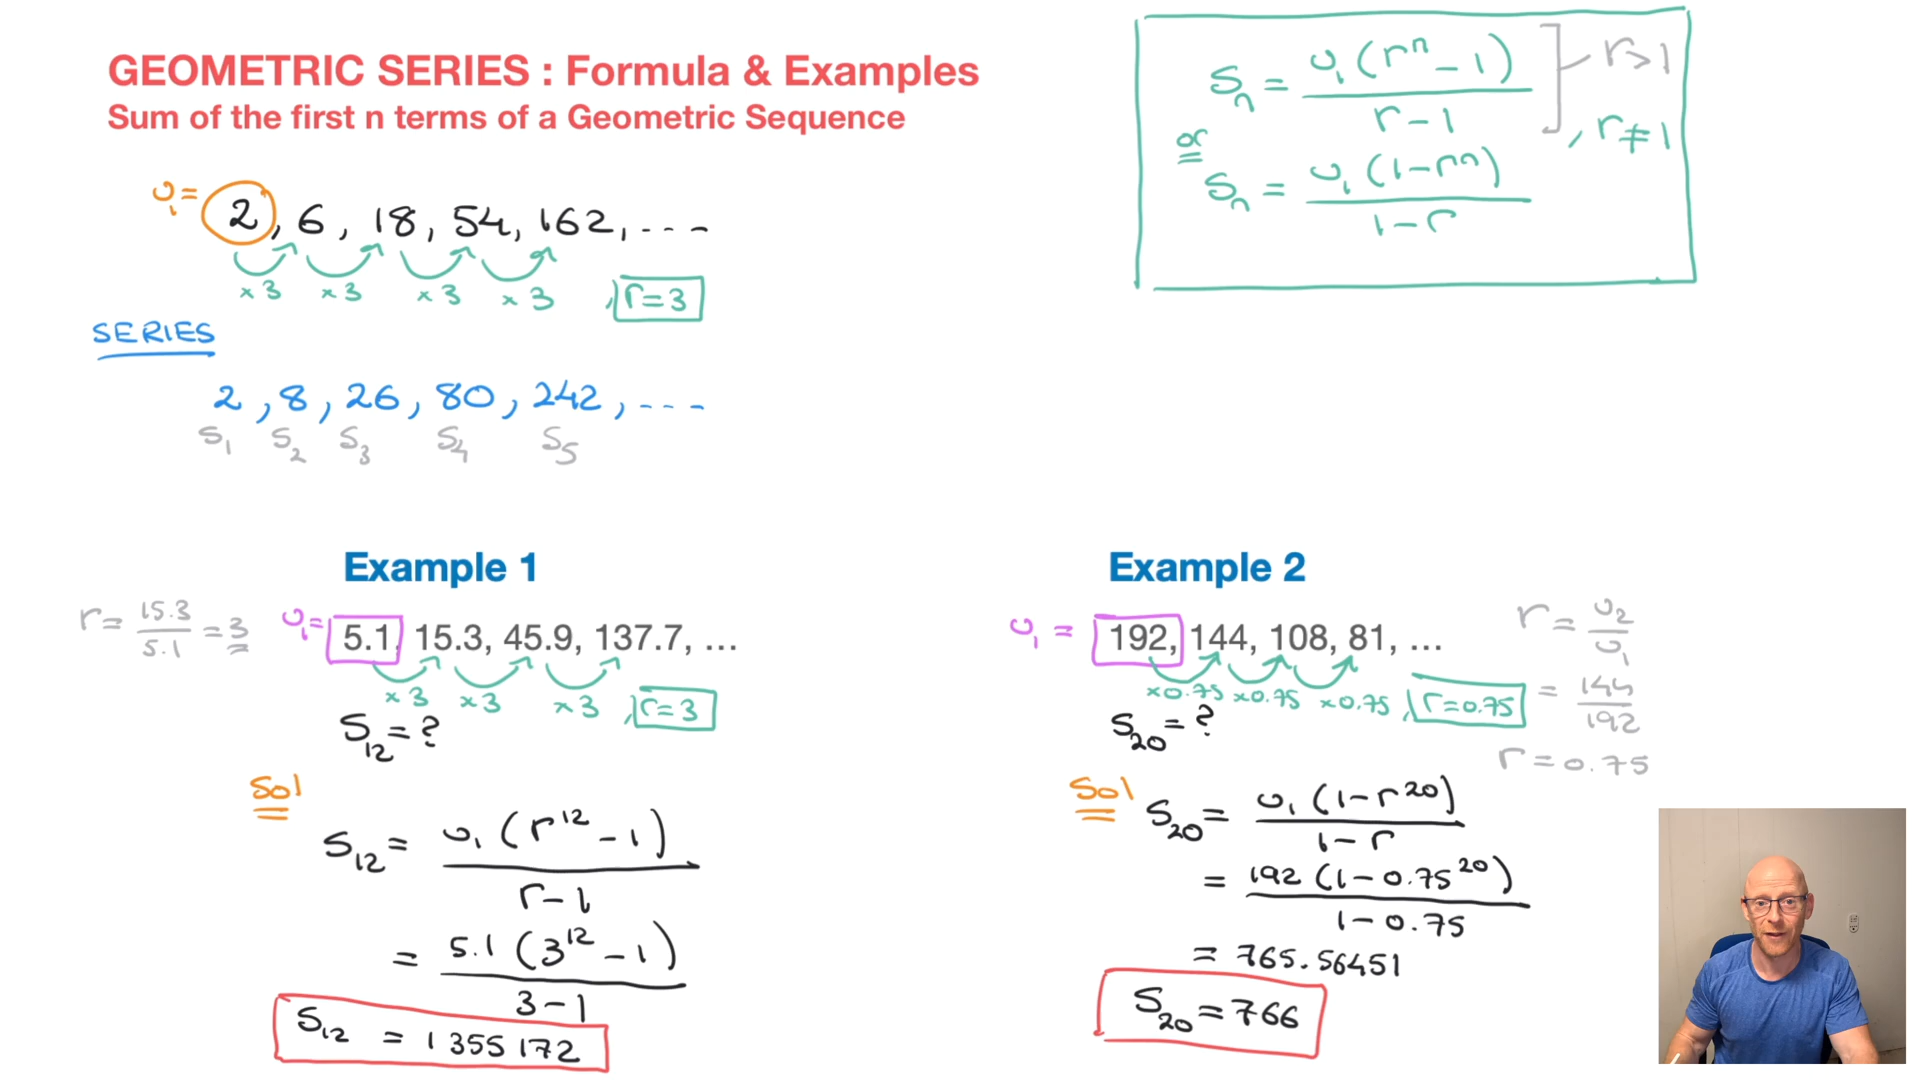 GEOMETRIC SERIES : Formula & Examples
Sum of the first n terms of a Geometric Sequence
u₁ = 2, 6, 18, 54, 162, ...
×3 ×3 ×3 ×3 , r=3
SERIES
2, 8, 26, 80, 242, ...
S₁ S₂ S₃ S₄ S₅
Sₙ = u₁(rⁿ - 1) / r - 1
r>1
or
, r≠1
Sₙ = u₁(1-rⁿ) / 1-r
Example 1
r = 15.3 / 5.1 = 3
u₁= 5.1, 15.3, 45.9, 137.7, ...
×3 ×3 ×3 , r=3
S₁₂ = ?
Sol
S₁₂ = u₁(r¹² - 1) / r-1
= 5.1(3¹² - 1) / 3-1
S₁₂ = 1 355 172
Example 2
u₁ = 192, 144, 108, 81, ...
×0.75 ×0.75 ×0.75 , r=0.75
r = u₂ / u₁
= 144 / 192
r = 0.75
S₂₀ = ?
Sol
S₂₀ = u₁(1-r²⁰) / 1-r
= 192(1-0.75²⁰) / 1-0.75
= 765.56451
S₂₀ = 766